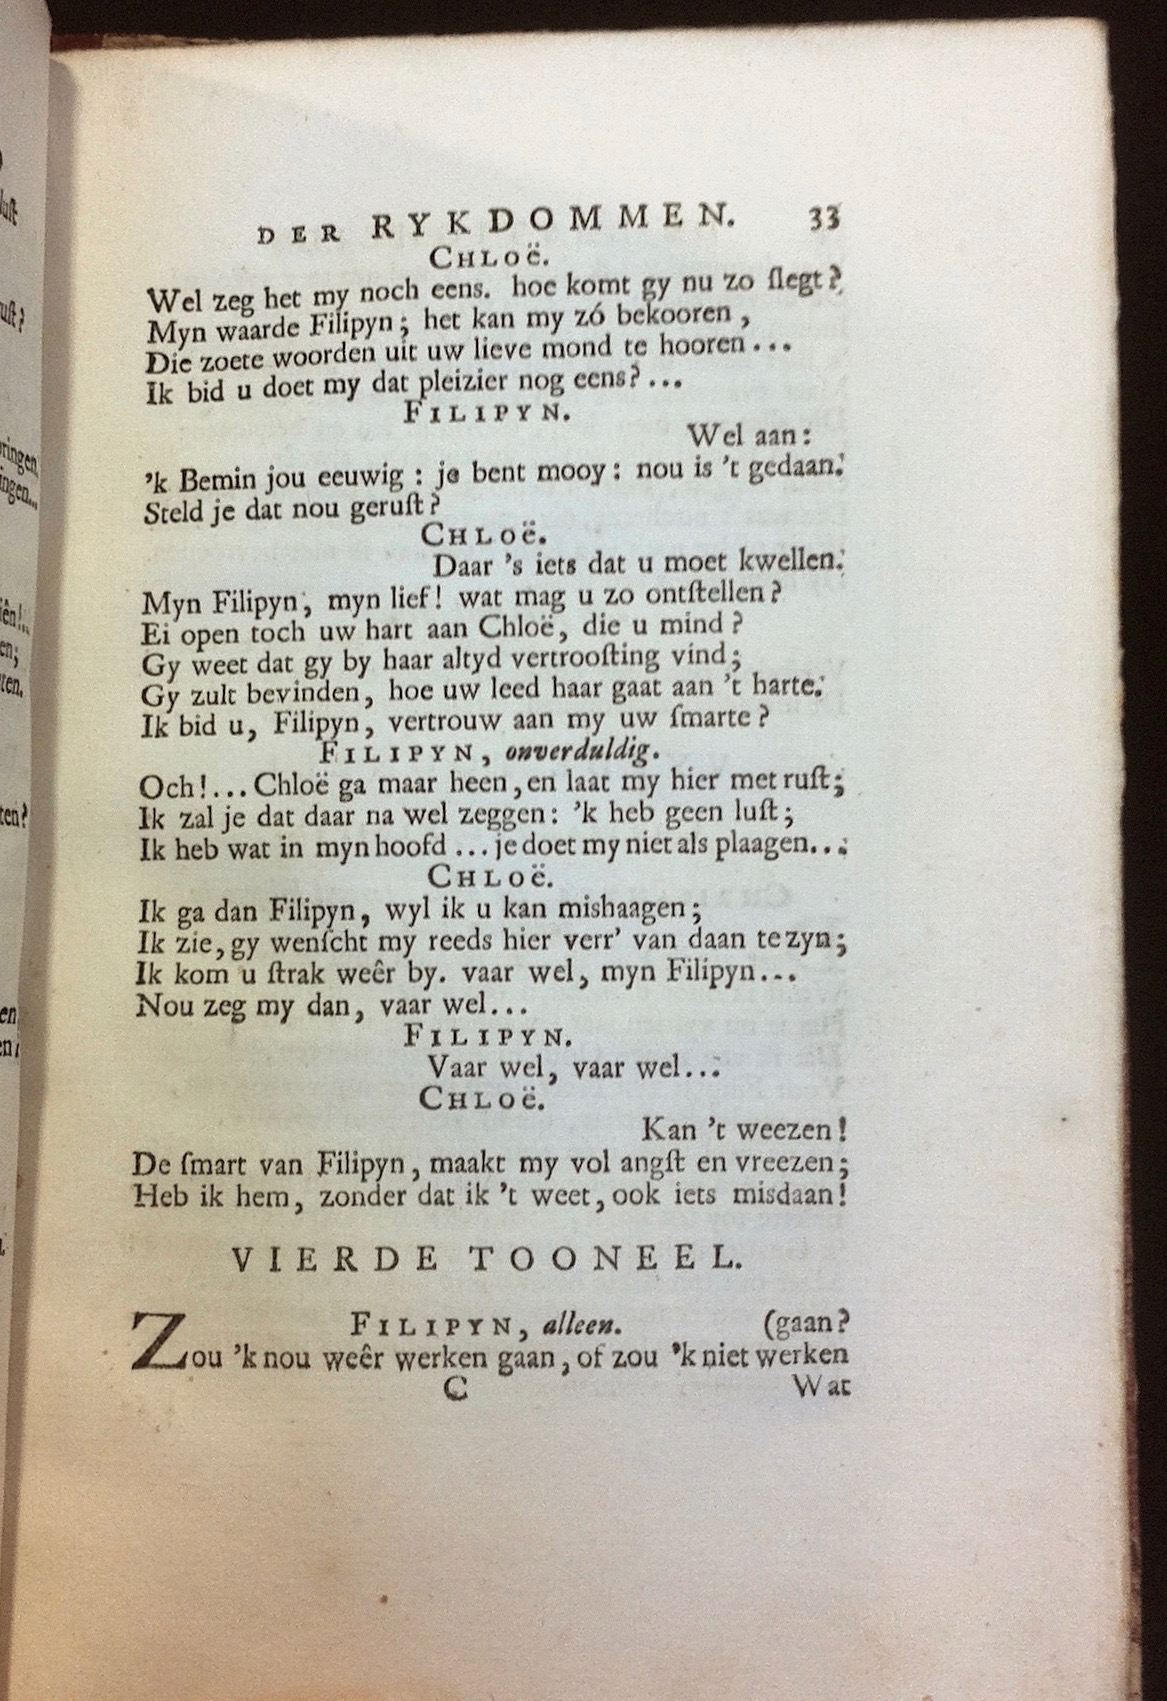 DER RYKDOMMEN. 33
CHLOË.
Wel zeg het my noch eens. hoe komt gy nu zo ſlegt?
Myn waarde Filipyn; het kan my zó bekooren,
Die zoete woorden uit uw lieve mond te hooren...
Ik bid u doet my dat pleizier nog eens?...
FILIPYN.
Wel aan:
'k Bemin jou eeuwig: je bent mooy: nou is 't gedaan.
Steld je dat nou geruſt?
CHLOË.
Daar 's iets dat u moet kwellen.
Myn Filipyn, myn lief! wat mag u zo ontſtellen?
Ei open toch uw hart aan Chloë, die u mind?
Gy weet dat gy by haar altyd vertrooſting vind;
Gy zult bevinden, hoe uw leed haar gaat aan 't harte.
Ik bid u, Filipyn, vertrouw aan my uw ſmarte?
FILIPYN, onverduldig.
Och!... Chloë ga maar heen, en laat my hier met ruſt;
Ik zal je dat daar na wel zeggen: 'k heb geen luſt;
Ik heb wat in myn hoofd... je doet my niet als plaagen...
CHLOË.
Ik ga dan Filipyn, wyl ik u kan mishaagen;
Ik zie, gy wenſcht my reeds hier verr' van daan te zyn;
Ik kom u ſtrak weêr by. vaar wel, myn Filipyn...
Nou zeg my dan, vaar wel...
FILIPYN.
Vaar wel, vaar wel...
CHLOË.
Kan 't weezen!
De ſmart van Filipyn, maakt my vol angſt en vreezen;
Heb ik hem, zonder dat ik 't weet, ook iets misdaan!
VIERDE TOONEEL.
FILIPYN, alleen. (gaan?
Zou 'k nou weêr werken gaan, of zou 'k niet werken
C Wat